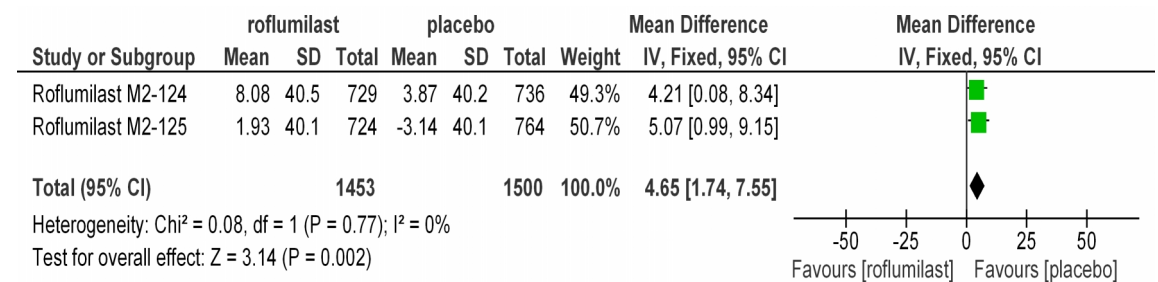 roflumilast placebo Mean Difference Mean Difference
Study or Subgroup Mean SD Total Mean SD Total Weight IV, Fixed, 95% CI IV, Fixed, 95% CI
Roflumilast M2-124 8.08 40.5 729 3.87 40.2 736 49.3% 4.21 [0.08, 8.34]
Roflumilast M2-125 1.93 40.1 724 -3.14 40.1 764 50.7% 5.07 [0.99, 9.15]
Total (95% CI) 1453 1500 100.0% 4.65 [1.74, 7.55]
Heterogeneity: Chi² = 0.08, df = 1 (P = 0.77); I² = 0%
Test for overall effect: Z = 3.14 (P = 0.002)
-50 -25 0 25 50
Favours [roflumilast] Favours [placebo]